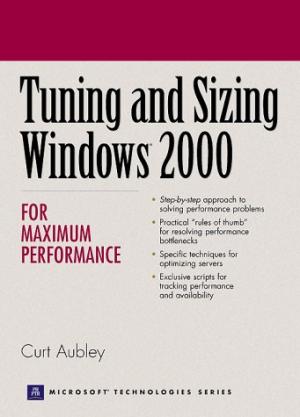 Tuning and Sizing
Windows® 2000
FOR
MAXIMUM
PERFORMANCE
• Step-by-step approach to
solving performance problems
• Practical “rules of thumb”
for resolving performance
bottlenecks
• Specific techniques for
optimizing servers
• Exclusive scripts for
tracking performance
and availability
Curt Aubley
PH
PTR
MICROSOFT® TECHNOLOGIES SERIES